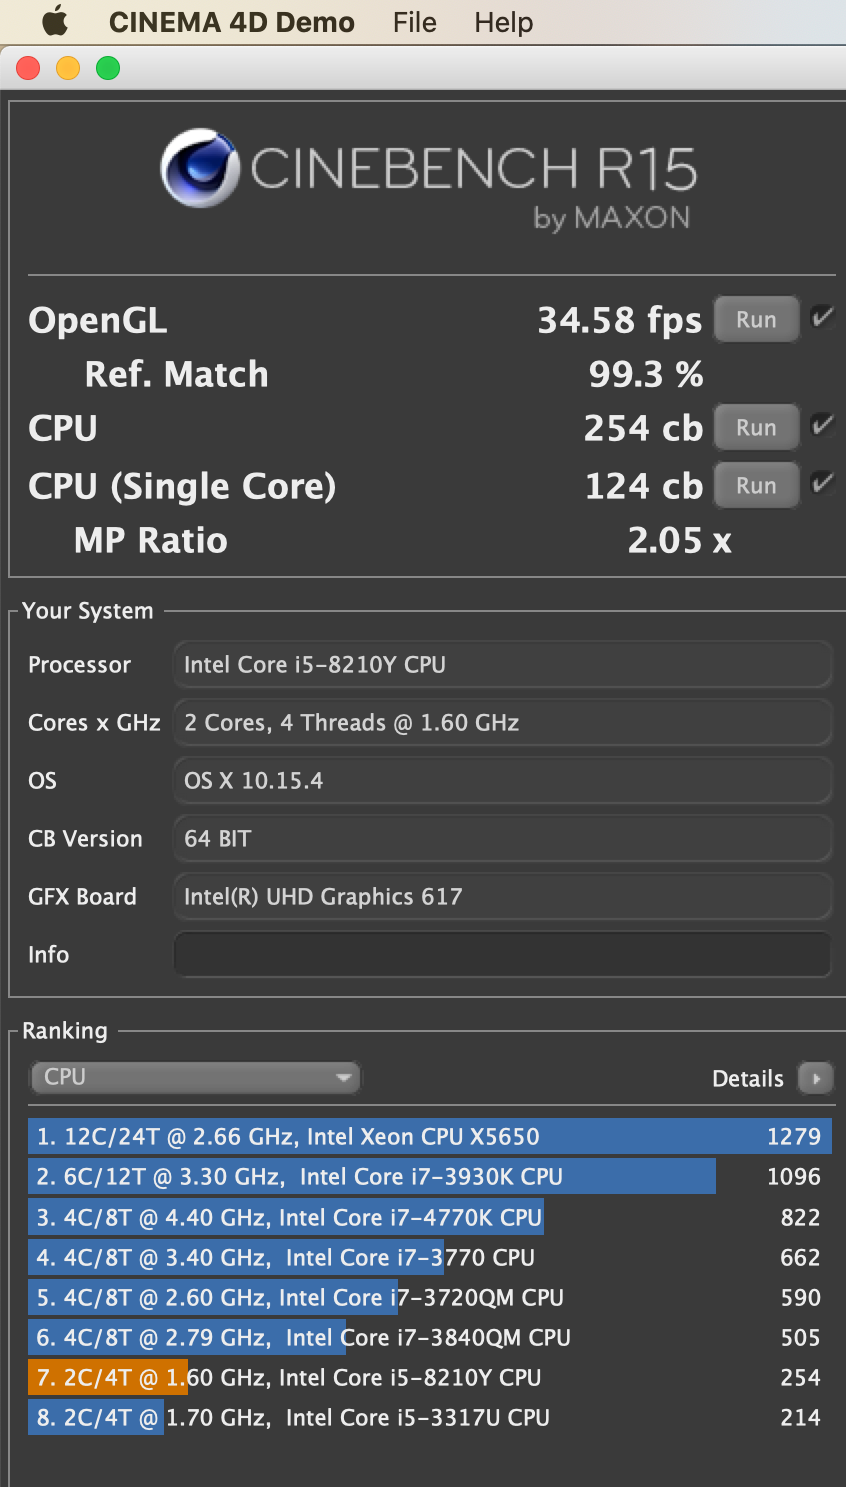 CINEMA 4D Demo File Help
CINEBENCH R15
by MAXON
OpenGL 34.58 fps Run
Ref. Match 99.3 %
CPU 254 cb Run
CPU (Single Core) 124 cb Run
MP Ratio 2.05 x
Your System
Processor Intel Core i5-8210Y CPU
Cores x GHz 2 Cores, 4 Threads @ 1.60 GHz
OS OS X 10.15.4
CB Version 64 BIT
GFX Board Intel(R) UHD Graphics 617
Info
Ranking
CPU Details
1. 12C/24T @ 2.66 GHz, Intel Xeon CPU X5650 1279
2. 6C/12T @ 3.30 GHz, Intel Core i7-3930K CPU 1096
3. 4C/8T @ 4.40 GHz, Intel Core i7-4770K CPU 822
4. 4C/8T @ 3.40 GHz, Intel Core i7-3770 CPU 662
5. 4C/8T @ 2.60 GHz, Intel Core i7-3720QM CPU 590
6. 4C/8T @ 2.79 GHz, Intel Core i7-3840QM CPU 505
7. 2C/4T @ 1.60 GHz, Intel Core i5-8210Y CPU 254
8. 2C/4T @ 1.70 GHz, Intel Core i5-3317U CPU 214